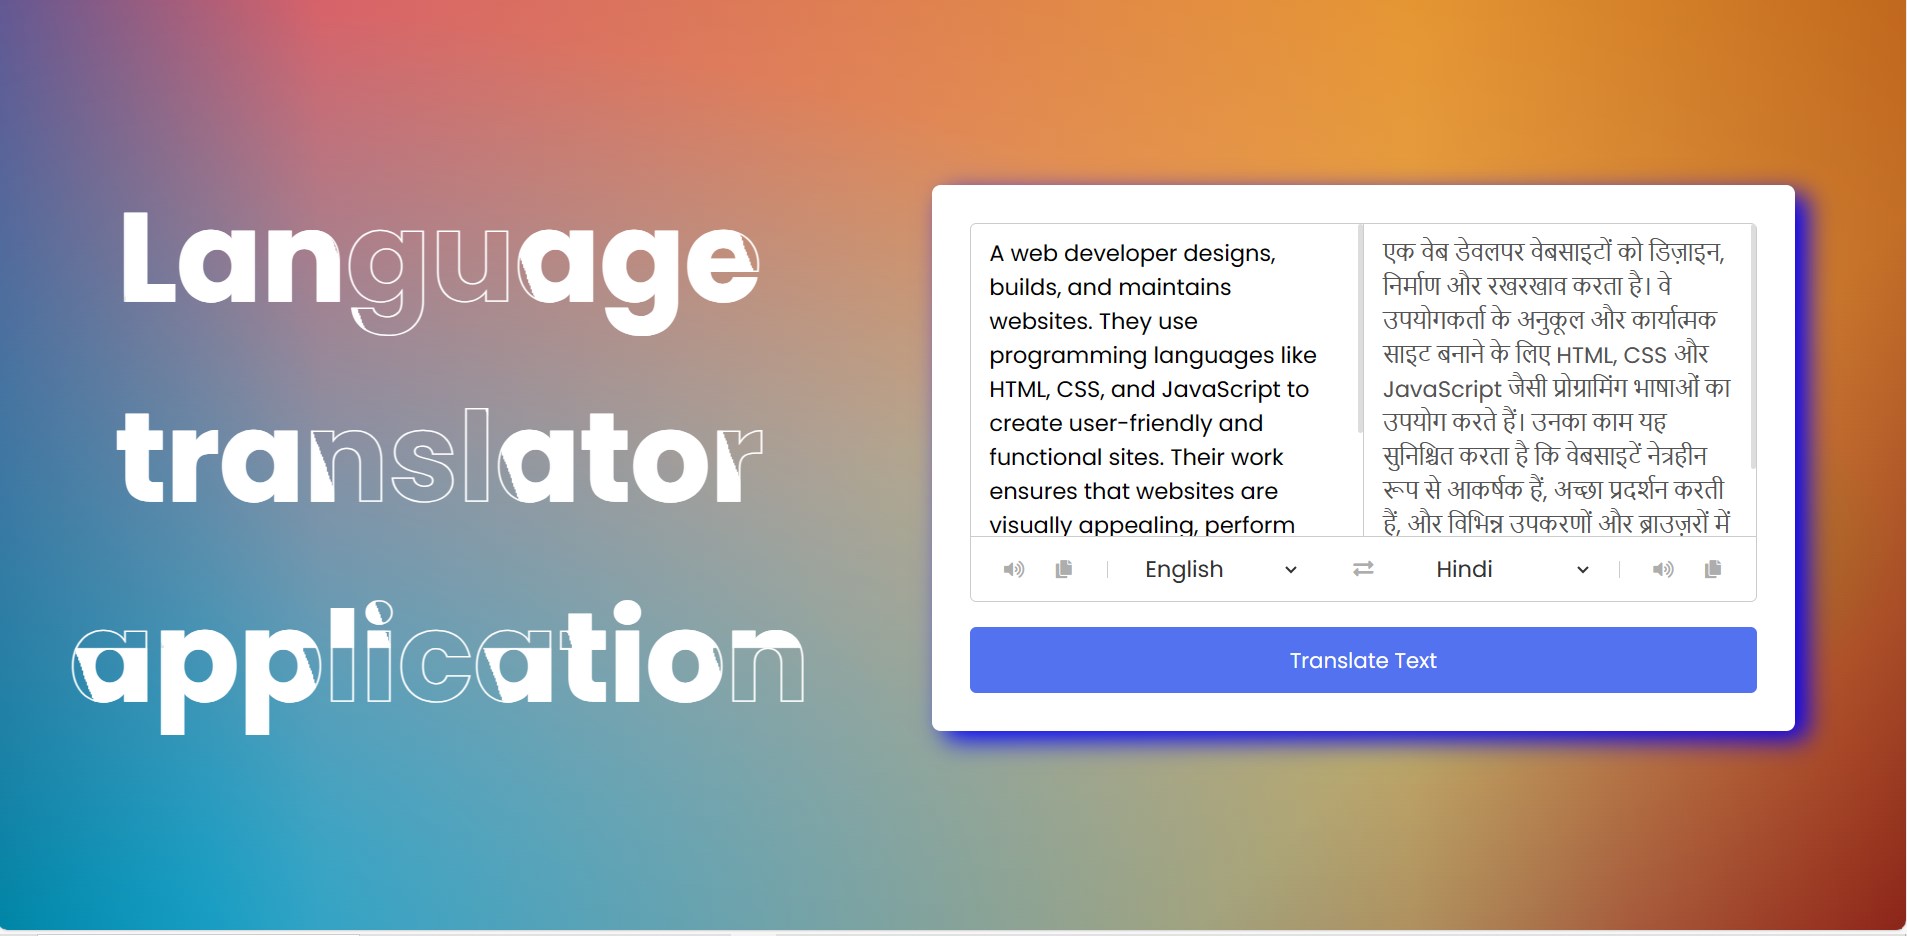 Language
translator
application
A web developer designs,
builds, and maintains
websites. They use
programming languages like
HTML, CSS, and JavaScript to
create user-friendly and
functional sites. Their work
ensures that websites are
visually appealing, perform
एक वेब डेवलपर वेबसाइटों को डिज़ाइन,
निर्माण और रखरखाव करता है। वे
उपयोगकर्ता के अनुकूल और कार्यात्मक
साइट बनाने के लिए HTML, CSS और
JavaScript जैसी प्रोग्रामिंग भाषाओं का
उपयोग करते हैं। उनका काम यह
सुनिश्चित करता है कि वेबसाइटें नेत्रहीन
रूप से आकर्षक हैं, अच्छा प्रदर्शन करती
हैं, और विभिन्न उपकरणों और ब्राउज़रों में
English
Hindi
Translate Text